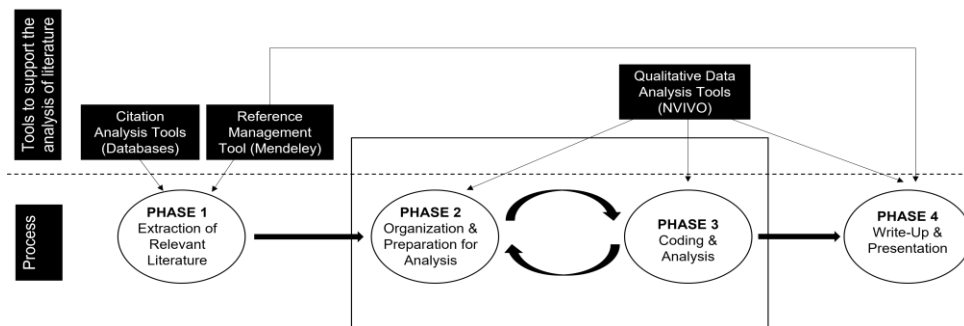 Tools to support the
analysis of literature
Citation
Analysis Tools
(Databases)
Reference
Management
Tool (Mendeley)
Qualitative Data
Analysis Tools
(NVIVO)
Process
PHASE 1
Extraction of
Relevant
Literature
PHASE 2
Organization &
Preparation for
Analysis
PHASE 3
Coding &
Analysis
PHASE 4
Write-Up &
Presentation